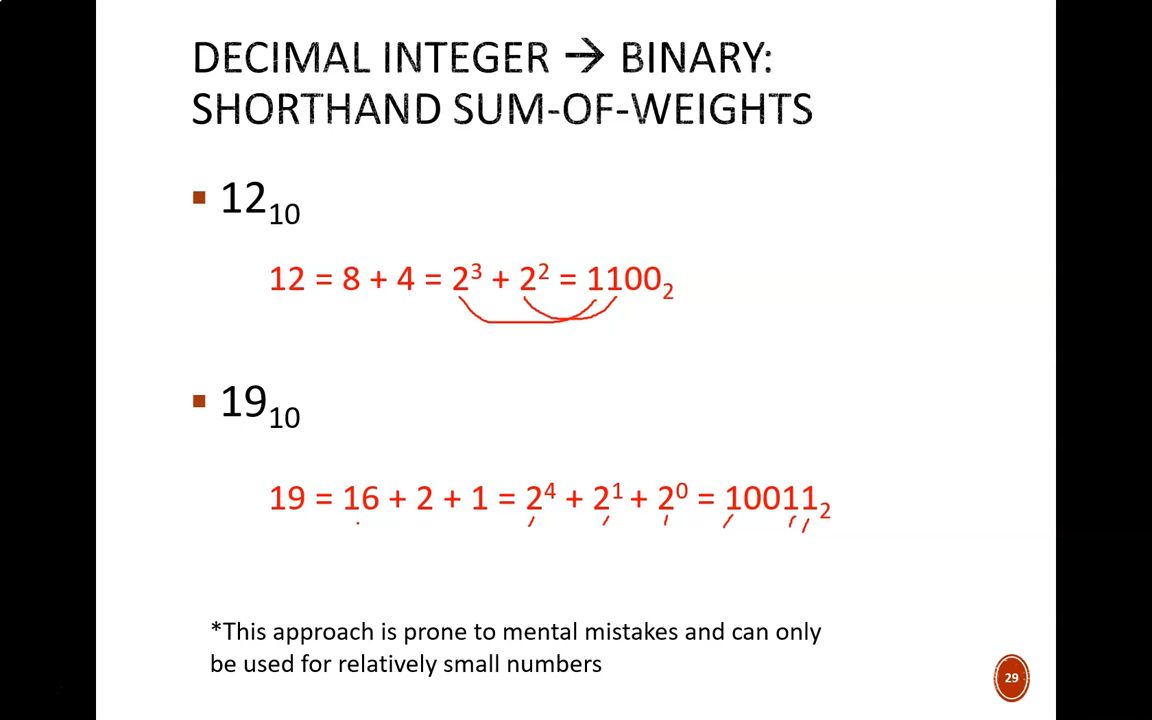 DECIMAL INTEGER → BINARY:
SHORTHAND SUM-OF-WEIGHTS
▪ 12₁₀
12 = 8 + 4 = 2³ + 2² = 1100₂
▪ 19₁₀
19 = 16 + 2 + 1 = 2⁴ + 2¹ + 2⁰ = 10011₂
*This approach is prone to mental mistakes and can only
be used for relatively small numbers
29